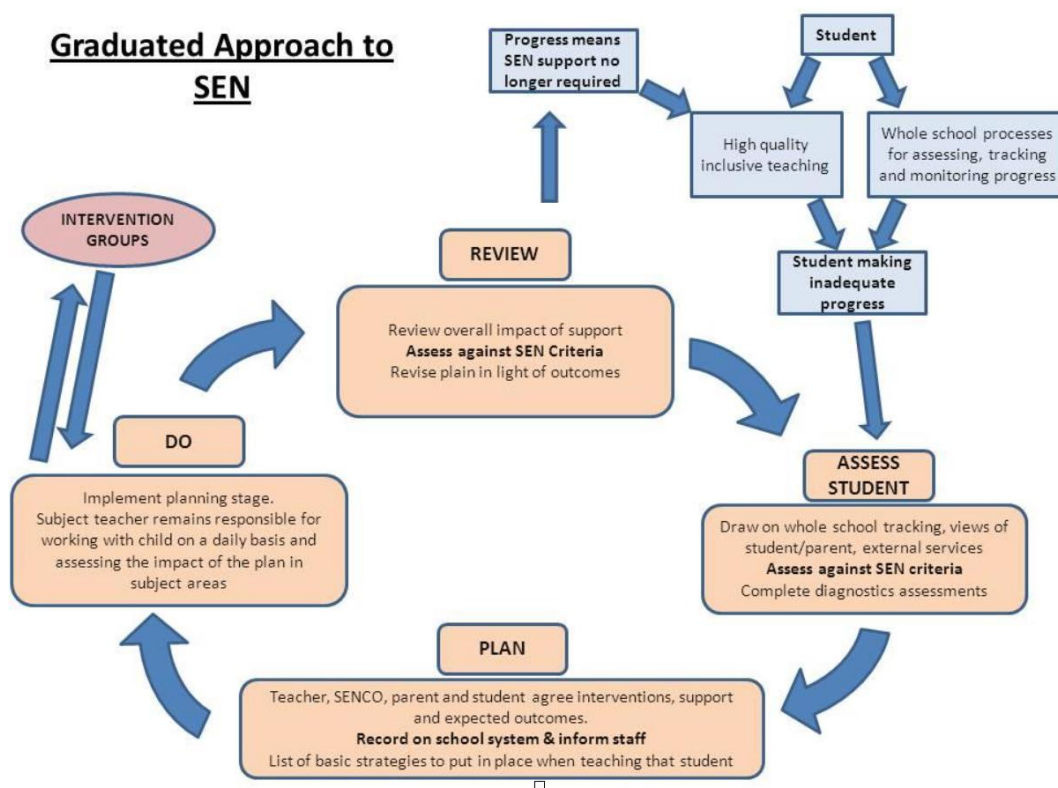 Graduated Approach to
SEN
Progress means
SEN support no
longer required
Student
High quality
inclusive teaching
Whole school processes
for assessing, tracking
and monitoring progress
Student making
inadequate
progress
INTERVENTION
GROUPS
REVIEW
Review overall impact of support
Assess against SEN Criteria
Revise plain in light of outcomes
DO
Implement planning stage.
Subject teacher remains responsible for
working with child on a daily basis and
assessing the impact of the plan in
subject areas
ASSESS
STUDENT
Draw on whole school tracking, views of
student/parent, external services
Assess against SEN criteria
Complete diagnostics assessments
PLAN
Teacher, SENCO, parent and student agree interventions, support
and expected outcomes.
Record on school system & inform staff
List of basic strategies to put in place when teaching that student